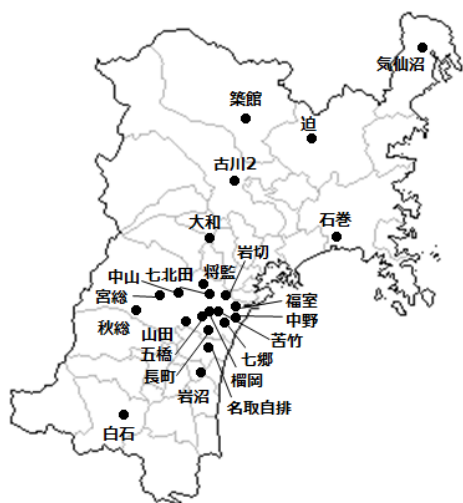 気仙沼
築館
迫
古川2
大和
石巻
岩切
中山
七北田
将監
宮総
福室
秋総
中野
山田
苦竹
五橋
七郷
長町
榴岡
岩沼
名取自排
白石